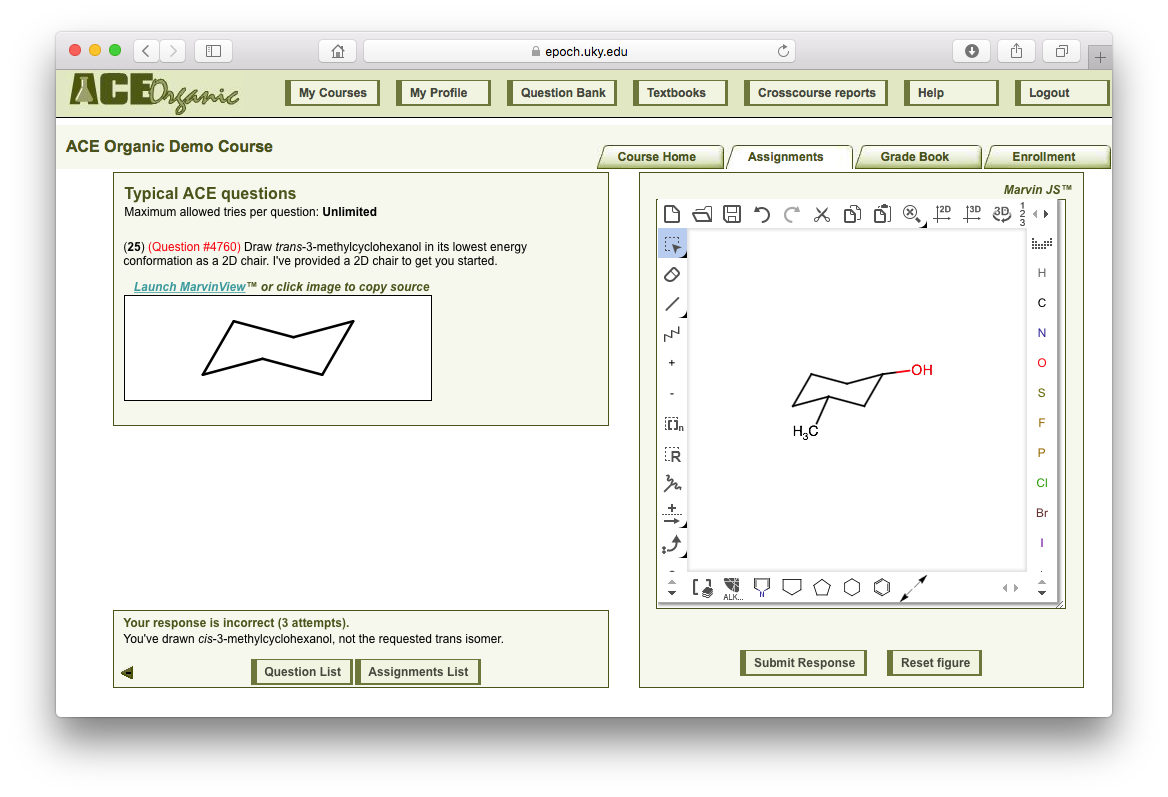 epoch.uky.edu
ACE Organic
My Courses
My Profile
Question Bank
Textbooks
Crosscourse reports
Help
Logout
ACE Organic Demo Course
Course Home
Assignments
Grade Book
Enrollment
Typical ACE questions
Maximum allowed tries per question: Unlimited
(25) (Question #4760) Draw trans-3-methylcyclohexanol in its lowest energy
conformation as a 2D chair. I've provided a 2D chair to get you started.
Launch MarvinView™ or click image to copy source
Your response is incorrect (3 attempts).
You've drawn cis-3-methylcyclohexanol, not the requested trans isomer.
Question List
Assignments List
Marvin JS™
2D
3D
3D
1
2
3
+
-
[ ]n
R
+
H
C
N
O
S
F
P
Cl
Br
I
OH
H3C
ALK...
N
Submit Response
Reset figure